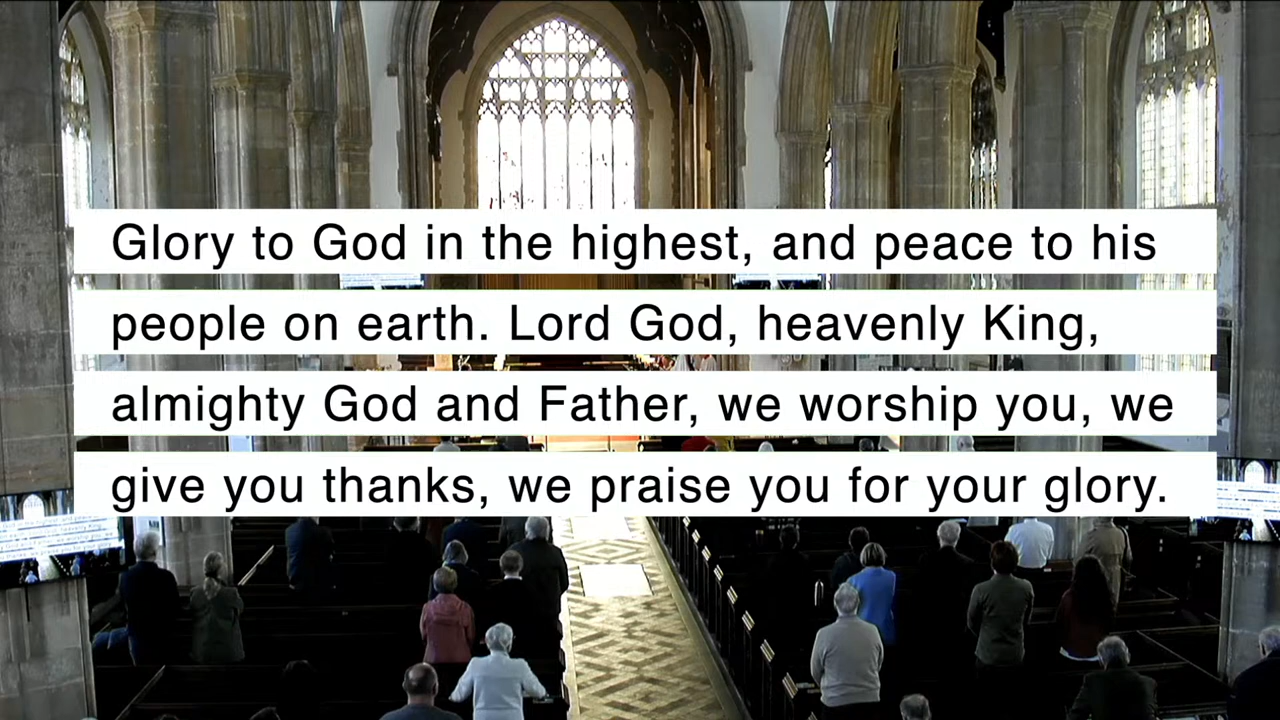 Glory to God in the highest, and peace to his
people on earth. Lord God, heavenly King,
almighty God and Father, we worship you, we
give you thanks, we praise you for your glory.